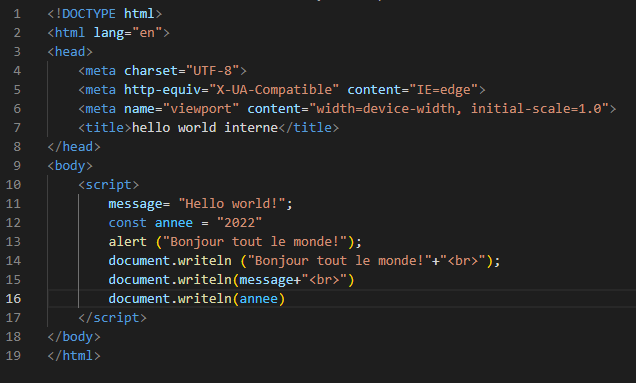 1 <!DOCTYPE html>
2 <html lang="en">
3 <head>
4 <meta charset="UTF-8">
5 <meta http-equiv="X-UA-Compatible" content="IE=edge">
6 <meta name="viewport" content="width=device-width, initial-scale=1.0">
7 <title>hello world interne</title>
8 </head>
9 <body>
10 <script>
11 message= "Hello world!";
12 const annee = "2022"
13 alert ("Bonjour tout le monde!");
14 document.writeln ("Bonjour tout le monde!"+"<br>");
15 document.writeln(message+"<br>")
16 document.writeln(annee)
17 </script>
18 </body>
19 </html>